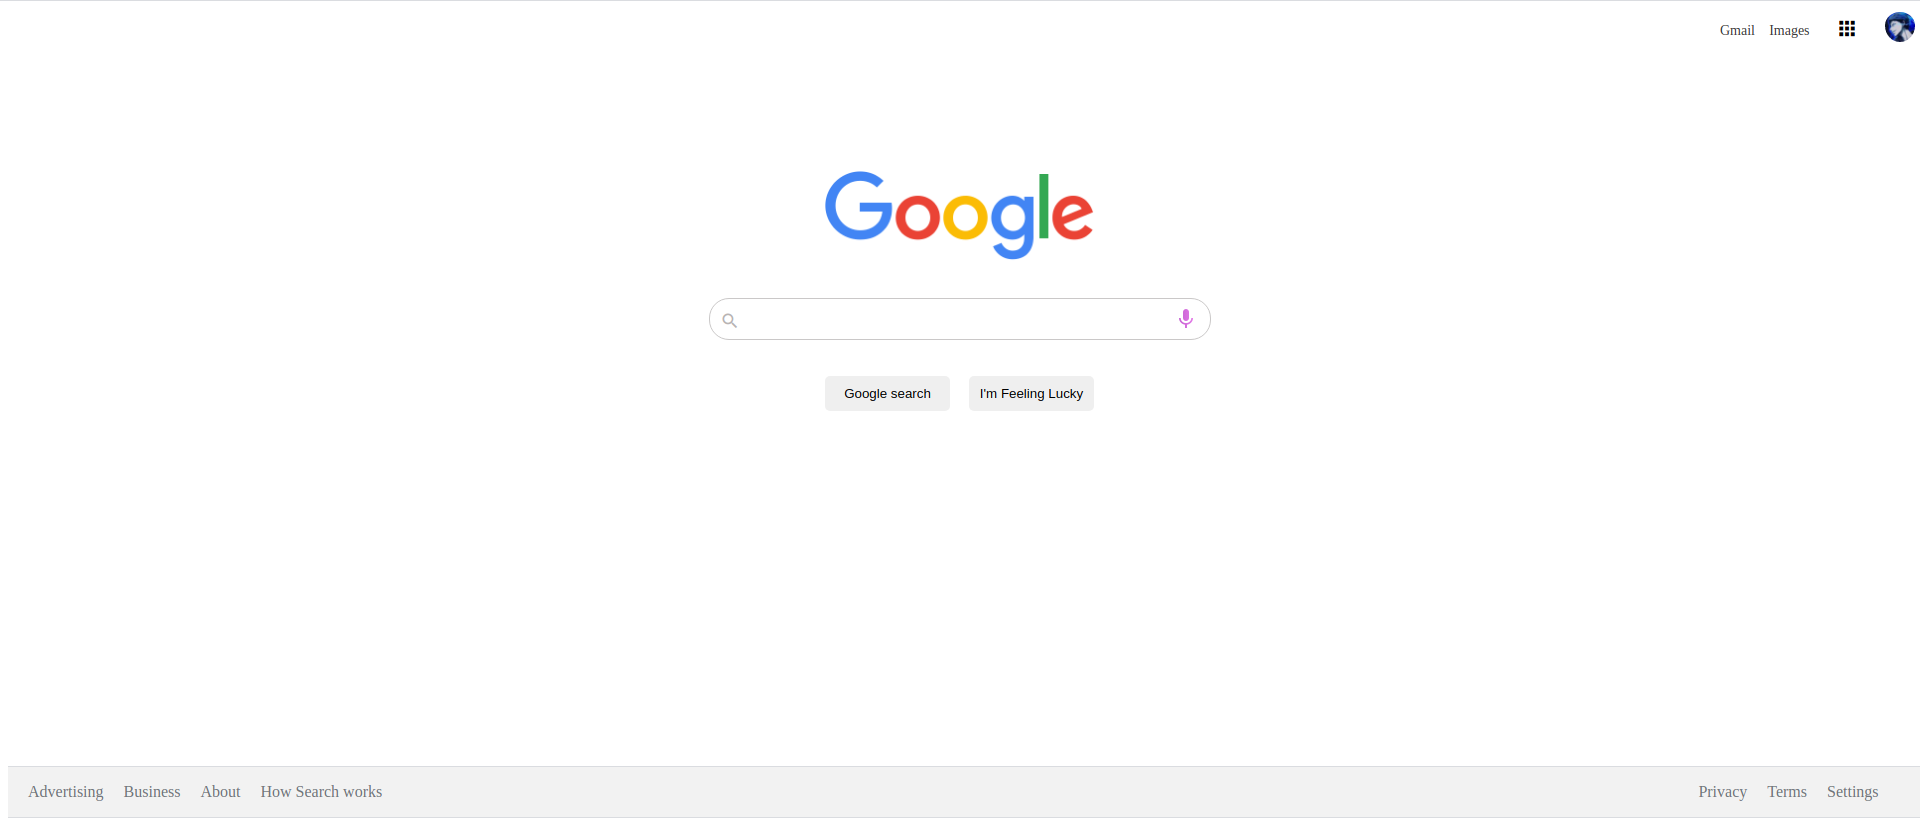 Gmail Images
Google
Google search I'm Feeling Lucky
Advertising Business About How Search works Privacy Terms Settings